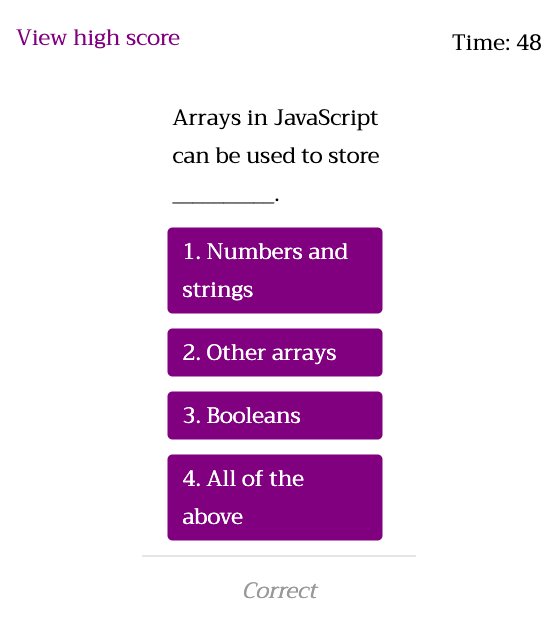 View high score
Time: 48
Arrays in JavaScript
can be used to store
__________.
1. Numbers and
strings
2. Other arrays
3. Booleans
4. All of the
above
Correct